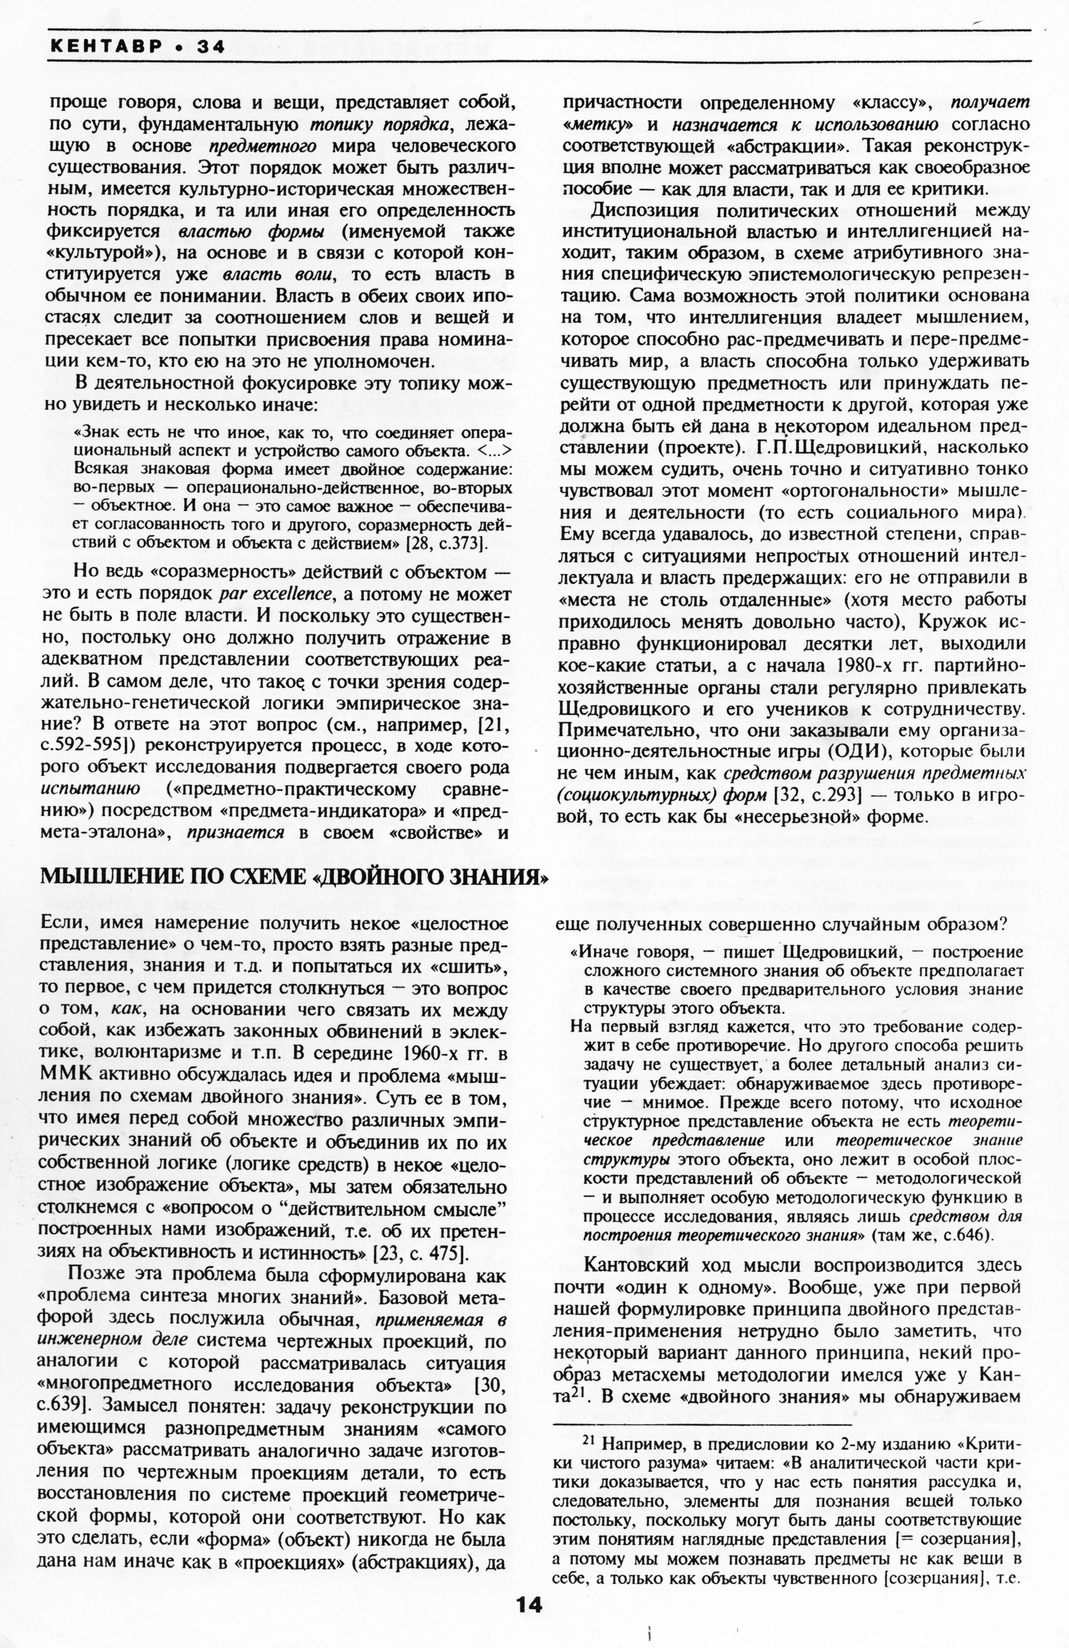 КЕНТАВР • 34
проще говоря, слова и вещи, представляет собой,
по сути, фундаментальную топику порядка, лежа-
щую в основе предметного мира человеческого
существования. Этот порядок может быть различ-
ным, имеется культурно-историческая множествен-
ность порядка, и та или иная его определенность
фиксируется властью формы (именуемой также
«культурой»), на основе и в связи с которой кон-
ституируется уже власть воли, то есть власть в
обычном ее понимании. Власть в обеих своих ипо-
стасях следит за соотношением слов и вещей и
пресекает все попытки присвоения права номина-
ции кем-то, кто ею на это не уполномочен.
В деятельностной фокусировке эту топику мож-
но увидеть и несколько иначе:
«Знак есть не что иное, как то, что соединяет опера-
циональный аспект и устройство самого объекта. <...>
Всякая знаковая форма имеет двойное содержание:
во-первых — операционально-действенное, во-вторых
— объектное. И она — это самое важное — обеспечива-
ет согласованность того и другого, соразмерность дей-
ствий с объектом и объекта с действием» [28, с.373].
Но ведь «соразмерность» действий с объектом —
это и есть порядок par excellence, а потому не может
не быть в поле власти. И поскольку это существен-
но, постольку оно должно получить отражение в
адекватном представлении соответствующих реа-
лий. В самом деле, что такое с точки зрения содер-
жательно-генетической логики эмпирическое зна-
ние? В ответе на этот вопрос (см., например, [21,
с.592-595]) реконструируется процесс, в ходе кото-
рого объект исследования подвергается своего рода
испытанию («предметно-практическому сравне-
нию») посредством «предмета-индикатора» и «пред-
мета-эталона», признается в своем «свойстве» и
причастности определенному «классу», получает
«метку» и назначается к использованию согласно
соответствующей «абстракции». Такая реконструк-
ция вполне может рассматриваться как своеобразное
пособие — как для власти, так и для ее критики.
Диспозиция политических отношений между
институциональной властью и интеллигенцией на-
ходит, таким образом, в схеме атрибутивного зна-
ния специфическую эпистемологическую репрезен-
тацию. Сама возможность этой политики основана
на том, что интеллигенция владеет мышлением,
которое способно рас-предмечивать и пере-предме-
чивать мир, а власть способна только удерживать
существующую предметность или принуждать пе-
рейти от одной предметности к другой, которая уже
должна быть ей дана в некотором идеальном пред-
ставлении (проекте). Г.П.Щедровицкий, насколько
мы можем судить, очень точно и ситуативно тонко
чувствовал этот момент «ортогональности» мышле-
ния и деятельности (то есть социального мира).
Ему всегда удавалось, до известной степени, справ-
ляться с ситуациями непростых отношений интел-
лектуала и власть предержащих: его не отправили в
«места не столь отдаленные» (хотя место работы
приходилось менять довольно часто), Кружок ис-
правно функционировал десятки лет, выходили
кое-какие статьи, а с начала 1980-х гг. партийно-
хозяйственные органы стали регулярно привлекать
Щедровицкого и его учеников к сотрудничеству.
Примечательно, что они заказывали ему организа-
ционно-деятельностные игры (ОДИ), которые были
не чем иным, как средством разрушения предметных
(социокультурных) форм [32, с.293] — только в игро-
вой, то есть как бы «несерьезной» форме.
МЫШЛЕНИЕ ПО СХЕМЕ «ДВОЙНОГО ЗНАНИЯ»
Если, имея намерение получить некое «целостное
представление» о чем-то, просто взять разные пред-
ставления, знания и т.д. и попытаться их «сшить»,
то первое, с чем придется столкнуться — это вопрос
о том, как, на основании чего связать их между
собой, как избежать законных обвинений в эклек-
тике, волюнтаризме и т.п. В середине 1960-х гг. в
ММК активно обсуждалась идея и проблема «мыш-
ления по схемам двойного знания». Суть ее в том,
что имея перед собой множество различных эмпи-
рических знаний об объекте и объединив их по их
собственной логике (логике средств) в некое «цело-
стное изображение объекта», мы затем обязательно
столкнемся с «вопросом о “действительном смысле”
построенных нами изображений, т.е. об их претен-
зиях на объективность и истинность» [23, с. 475].
Позже эта проблема была сформулирована как
«проблема синтеза многих знаний». Базовой мета-
форой здесь послужила обычная, применяемая в
инженерном деле система чертежных проекций, по
аналогии с которой рассматривалась ситуация
«многопредметного исследования объекта» [30,
с.639]. Замысел понятен: задачу реконструкции по
имеющимся разнопредметным знаниям «самого
объекта» рассматривать аналогично задаче изготов-
ления по чертежным проекциям детали, то есть
восстановления по системе проекций геометриче-
ской формы, которой они соответствуют. Но как
это сделать, если «форма» (объект) никогда не была
дана нам иначе как в «проекциях» (абстракциях), да
еще полученных совершенно случайным образом?
«Иначе говоря, — пишет Щедровицкий, — построение
сложного системного знания об объекте предполагает
в качестве своего предварительного условия знание
структуры этого объекта.
На первый взгляд кажется, что это требование содер-
жит в себе противоречие. Но другого способа решить
задачу не существует, а более детальный анализ си-
туации убеждает: обнаруживаемое здесь противоре-
чие — мнимое. Прежде всего потому, что исходное
структурное представление объекта не есть теорети-
ческое представление или теоретическое знание
структуры этого объекта, оно лежит в особой плос-
кости представлений об объекте — методологической
— и выполняет особую методологическую функцию в
процессе исследования, являясь лишь средством для
построения теоретического знания» (там же, с.646).
Кантовский ход мысли воспроизводится здесь
почти «один к одному». Вообще, уже при первой
нашей формулировке принципа двойного представ-
ления-применения нетрудно было заметить, что
некоторый вариант данного принципа, некий про-
образ метасхемы методологии имелся уже у Кан-
та²¹. В схеме «двойного знания» мы обнаруживаем
²¹ Например, в предисловии ко 2-му изданию «Крити-
ки чистого разума» читаем: «В аналитической части кри-
тики доказывается, что у нас есть понятия рассудка и,
следовательно, элементы для познания вещей только
постольку, поскольку могут быть даны соответствующие
этим понятиям наглядные представления [= созерцания],
а потому мы можем познавать предметы не как вещи в
себе, а только как объекты чувственного [созерцания], т.е.
14